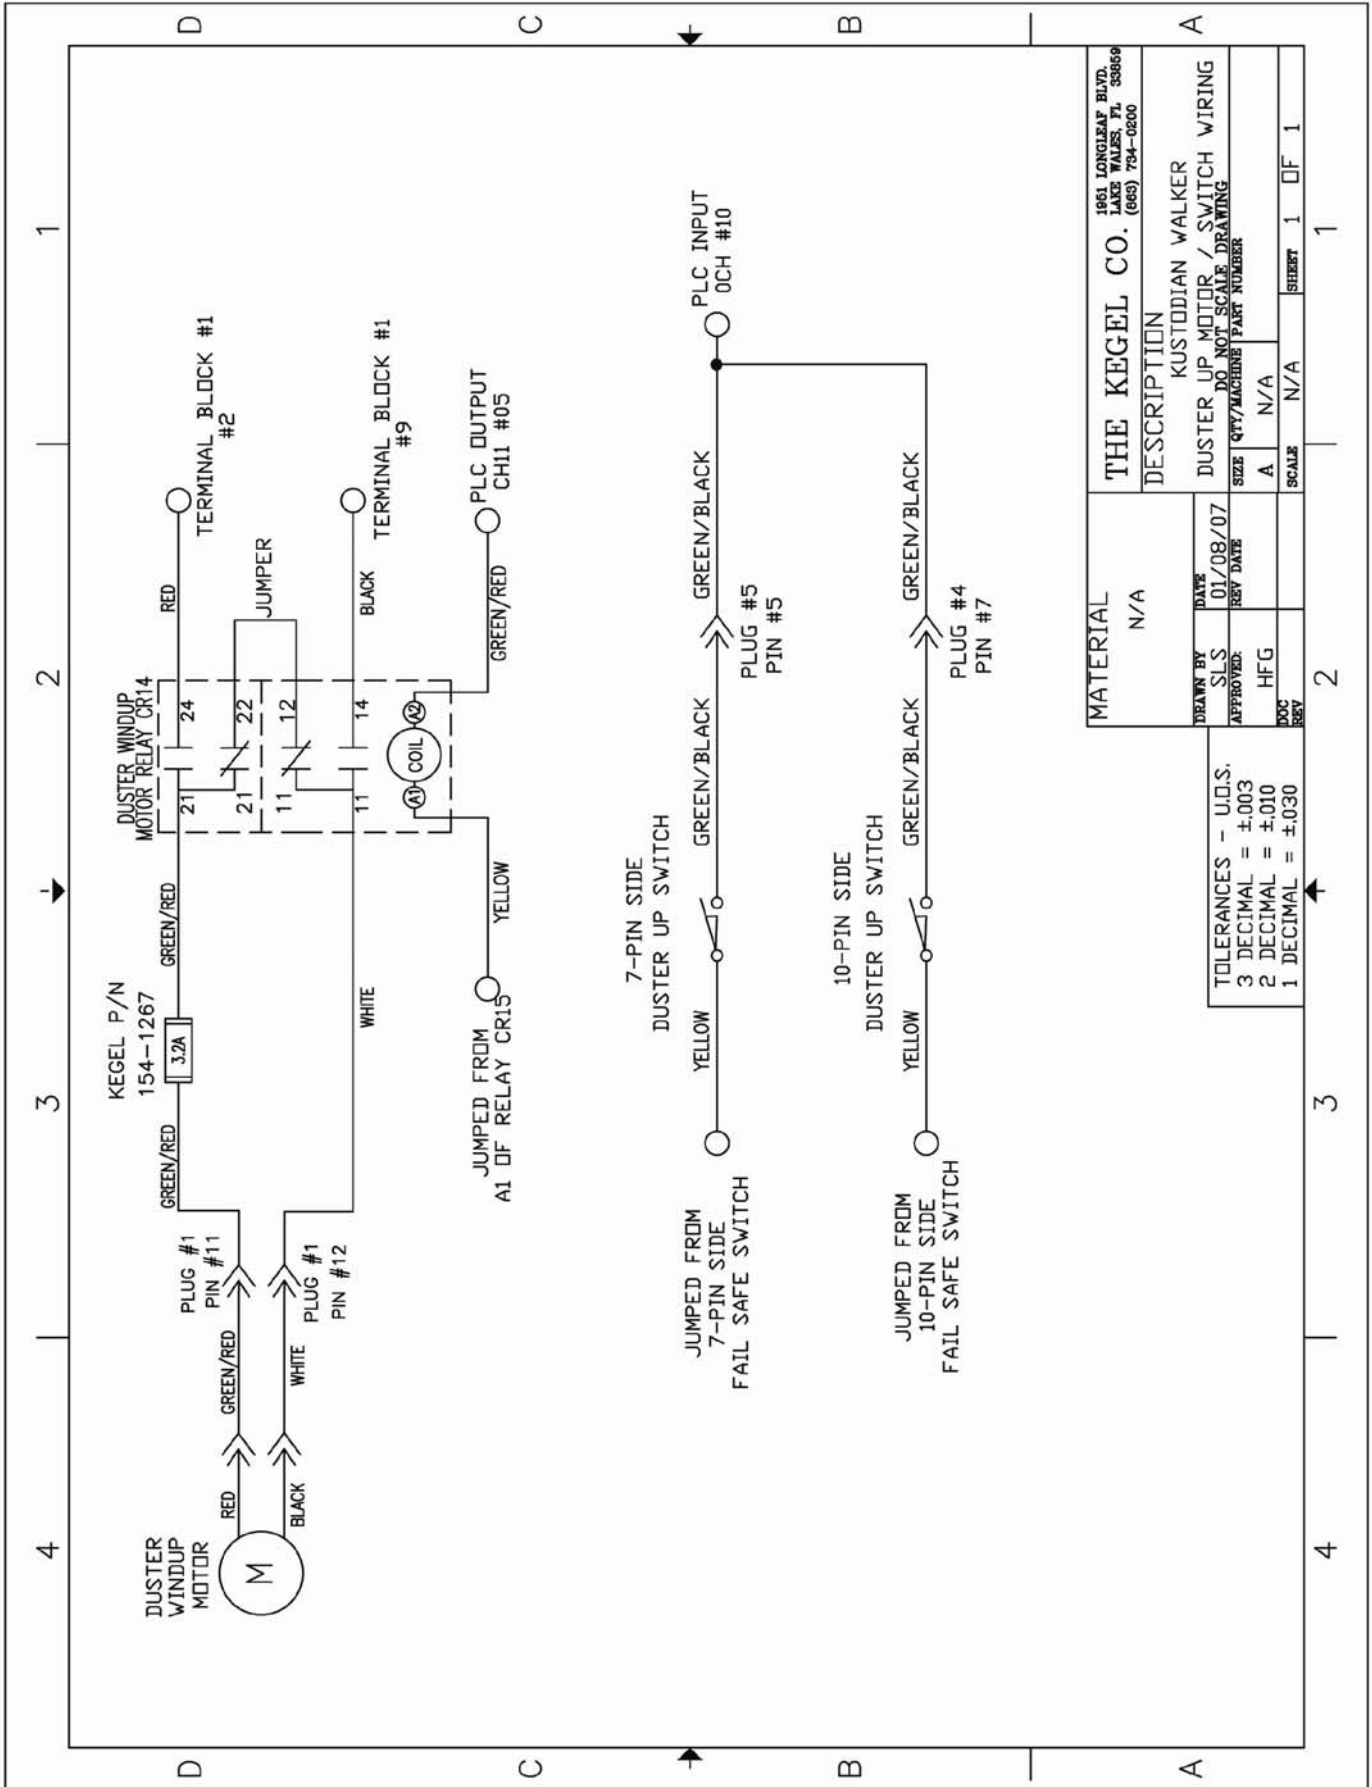 4
3
2
1
D
C
B
A
D
C
B
A
4
3
2
1
DUSTER
WINDUP
MOTOR
M
RED
BLACK
GREEN/RED
WHITE
PLUG #1
PIN #11
PLUG #1
PIN #12
GREEN/RED
KEGEL P/N
154-1267
3.2A
GREEN/RED
WHITE
DUSTER WINDUP
MOTOR RELAY CR14
21
24
21
22
11
12
11
14
A1
COIL
A2
RED
TERMINAL BLOCK #1
#2
JUMPER
BLACK
TERMINAL BLOCK #1
#9
JUMPED FROM
A1 OF RELAY CR15
YELLOW
GREEN/RED
PLC OUTPUT
CH11 #05
JUMPED FROM
7-PIN SIDE
FAIL SAFE SWITCH
YELLOW
7-PIN SIDE
DUSTER UP SWITCH
GREEN/BLACK
PLUG #5
PIN #5
GREEN/BLACK
PLC INPUT
0CH #10
JUMPED FROM
10-PIN SIDE
FAIL SAFE SWITCH
YELLOW
10-PIN SIDE
DUSTER UP SWITCH
GREEN/BLACK
PLUG #4
PIN #7
GREEN/BLACK
TOLERANCES - U.O.S.
3 DECIMAL = ±.003
2 DECIMAL = ±.010
1 DECIMAL = ±.030
MATERIAL
N/A
DRAWN BY
SLS
DATE
01/08/07
APPROVED:
HFG
REV DATE
DOC
REV
THE KEGEL CO.
1951 LONGLEAF BLVD.
LAKE WALES, FL 33859
(863) 734-0200
DESCRIPTION
KUSTODIAN WALKER
DUSTER UP MOTOR / SWITCH WIRING
DO NOT SCALE DRAWING
SIZE
A
QTY/MACHINE
N/A
PART NUMBER
SCALE
N/A
SHEET 1 OF 1